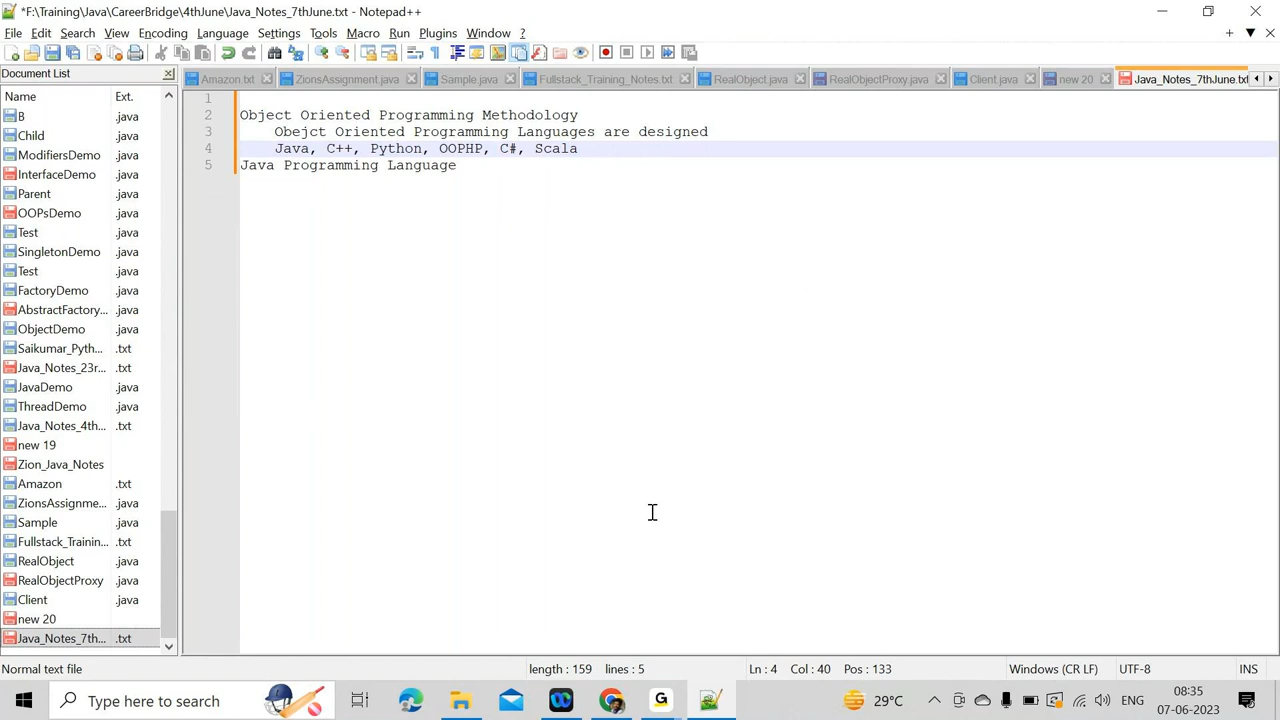 *F:\Training\Java\CareerBridge\4thJune\Java_Notes_7thJune.txt - Notepad++
File Edit Search View Encoding Language Settings Tools Macro Run Plugins Window ?
Document List
Amazon.txt ZionsAssignment.java Sample.java Fullstack_Training_Notes.txt RealObject.java RealObjectProxy.java Client.java new 20 Java_Notes_7thJune.txt
Name Ext.
B .java
Child .java
ModifiersDemo .java
InterfaceDemo .java
Parent .java
OOPsDemo .java
Test .java
SingletonDemo .java
Test .java
FactoryDemo .java
AbstractFactory... .java
ObjectDemo .java
Saikumar_Pyth... .txt
Java_Notes_23r... .txt
JavaDemo .java
ThreadDemo .java
Java_Notes_4th... .txt
new 19
Zion_Java_Notes
Amazon .txt
ZionsAssignme... .java
Sample .java
Fullstack_Trainin... .txt
RealObject .java
RealObjectProxy .java
Client .java
new 20
Java_Notes_7th... .txt
1
2 Object Oriented Programming Methodology
3 Obejct Oriented Programming Languages are designed
4 Java, C++, Python, OOPHP, C#, Scala
5 Java Programming Language
Normal text file length : 159 lines : 5 Ln : 4 Col : 40 Pos : 133 Windows (CR LF) UTF-8 INS
Type here to search 29°C ENG 08:35
07-06-2023